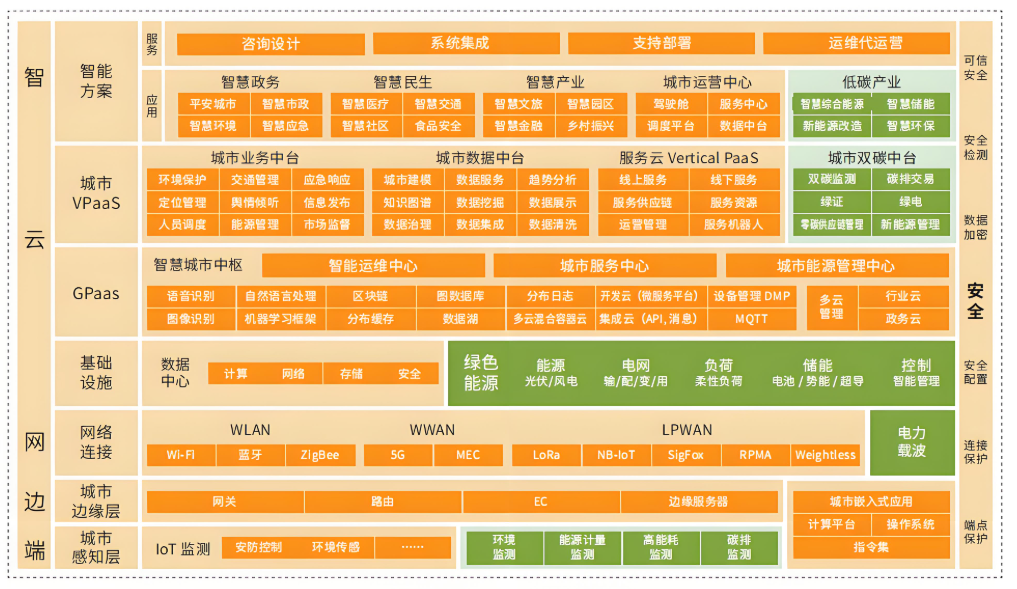 智
云
网
边
端
智能
方案
服
务
咨询设计
系统集成
支持部署
运维代运营
应
用
智慧政务
平安城市 智慧市政
智慧环境 智慧应急
智慧民生
智慧医疗 智慧交通
智慧社区 食品安全
智慧产业
智慧文旅 智慧园区
智慧金融 乡村振兴
城市运营中心
驾驶舱 服务中心
调度平台 数据中台
低碳产业
智慧综合能源 智慧储能
新能源改造 智慧环保
城市
VPaaS
城市业务中台
环境保护 交通管理 应急响应
定位管理 舆情倾听 信息发布
人员调度 能源管理 市场监督
城市数据中台
城市建模 数据服务 趋势分析
知识图谱 数据挖掘 数据展示
数据治理 数据集成 数据清洗
服务云 Vertical PaaS
线上服务 线下服务
服务供应链 服务资源
运营管理 服务机器人
城市双碳中台
双碳监测 碳排交易
绿证 绿电
零碳供应链管理 新能源管理
GPaas
智慧城市中枢
智能运维中心
城市服务中心
城市能源管理中心
语音识别 自然语言处理 区块链 图数据库 分布日志 开发云（微服务平台） 设备管理 DMP
图像识别 机器学习框架 分布缓存 数据湖 多云混合容器云 集成云（API, 消息） MQTT
多云
管理
行业云
政务云
基础
设施
数据
中心
计算 网络 存储 安全
绿色
能源
能源
光伏/风电
电网
输/配/变/用
负荷
柔性负荷
储能
电池 / 势能 / 超导
控制
智能管理
网络
连接
WLAN
Wi-Fi 蓝牙 ZigBee
WWAN
5G MEC
LPWAN
LoRa NB-IoT SigFox RPMA Weightless
电力
载波
城市
边缘层
网关 路由 EC 边缘服务器
城市
感知层
IoT 监测
安防控制 环境传感 ······
环境
监测
能源计量
监测
高能耗
监测
碳排
监测
城市嵌入式应用
计算平台 操作系统
指令集
可信
安全
安全
检测
数据
加密
安
全
安全
配置
连接
保护
端点
保护